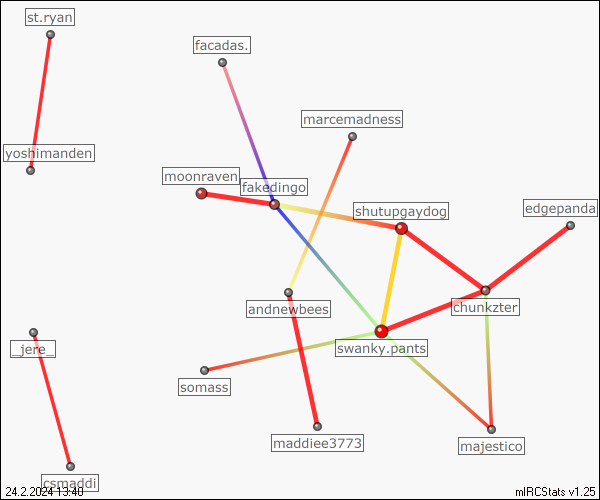 st.ryan
facadas.
marcemadness
yoshimanden
moonraven
fakedingo
shutupgaydog
edgepanda
andnewbees
chunkzter
_jere_
swanky.pants
somass
maddiee3773
majestico
csmaddi
24.2.2024 13:40
mIRCStats v1.25